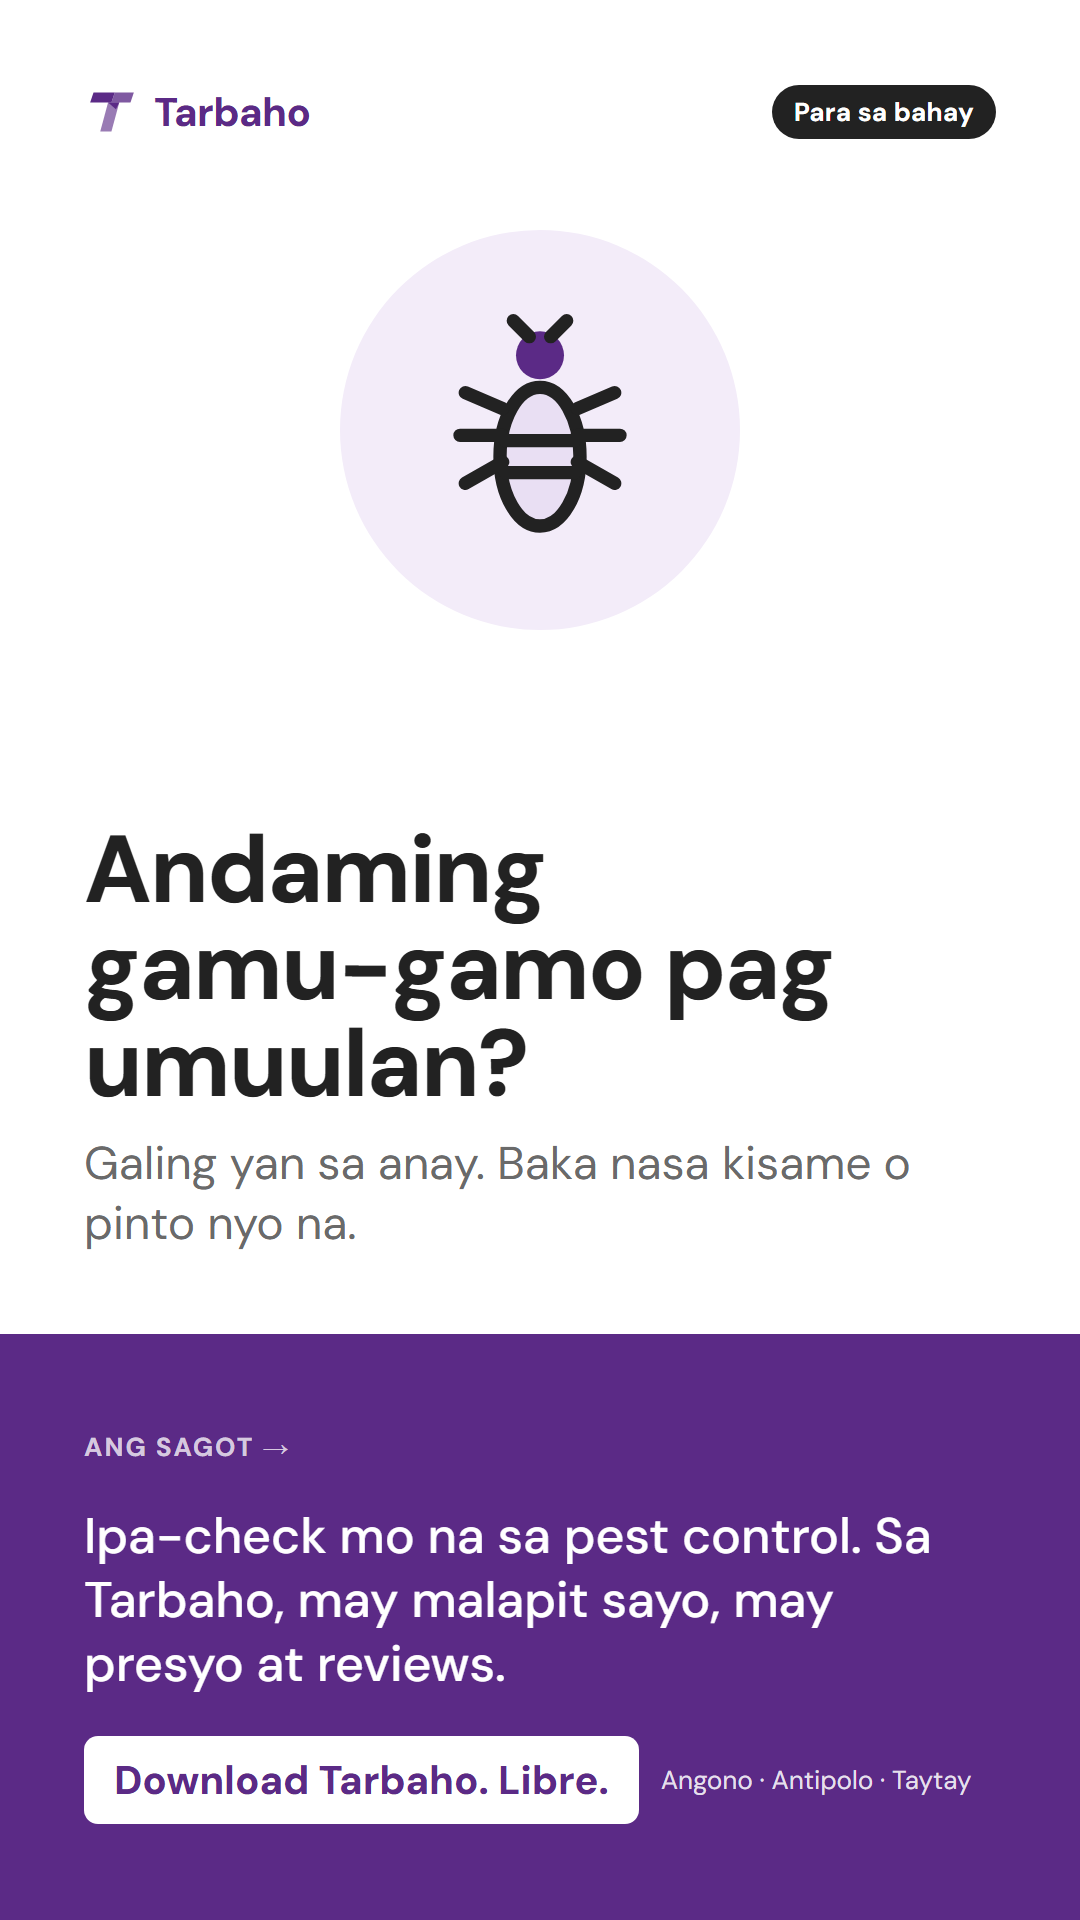 Tarbaho
Para sa bahay
Andaming
gamu-gamo pag
umuulan?
Galing yan sa anay. Baka nasa kisame o
pinto nyo na.
ANG SAGOT →
Ipa-check mo na sa pest control. Sa
Tarbaho, may malapit sayo, may
presyo at reviews.
Download Tarbaho. Libre.
Angono · Antipolo · Taytay